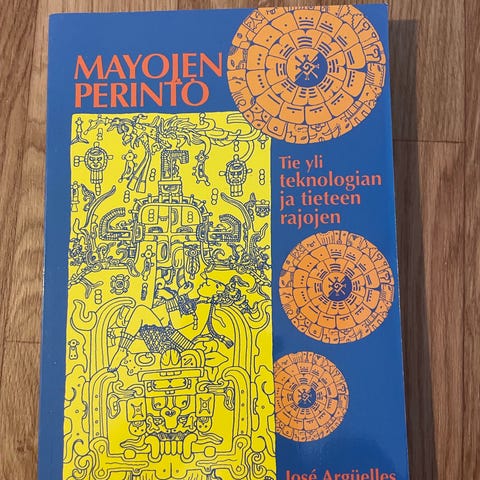 MAYOJEN
PERINTÖ
Tie yli
teknologian
ja tieteen
rajojen
José Argüelles